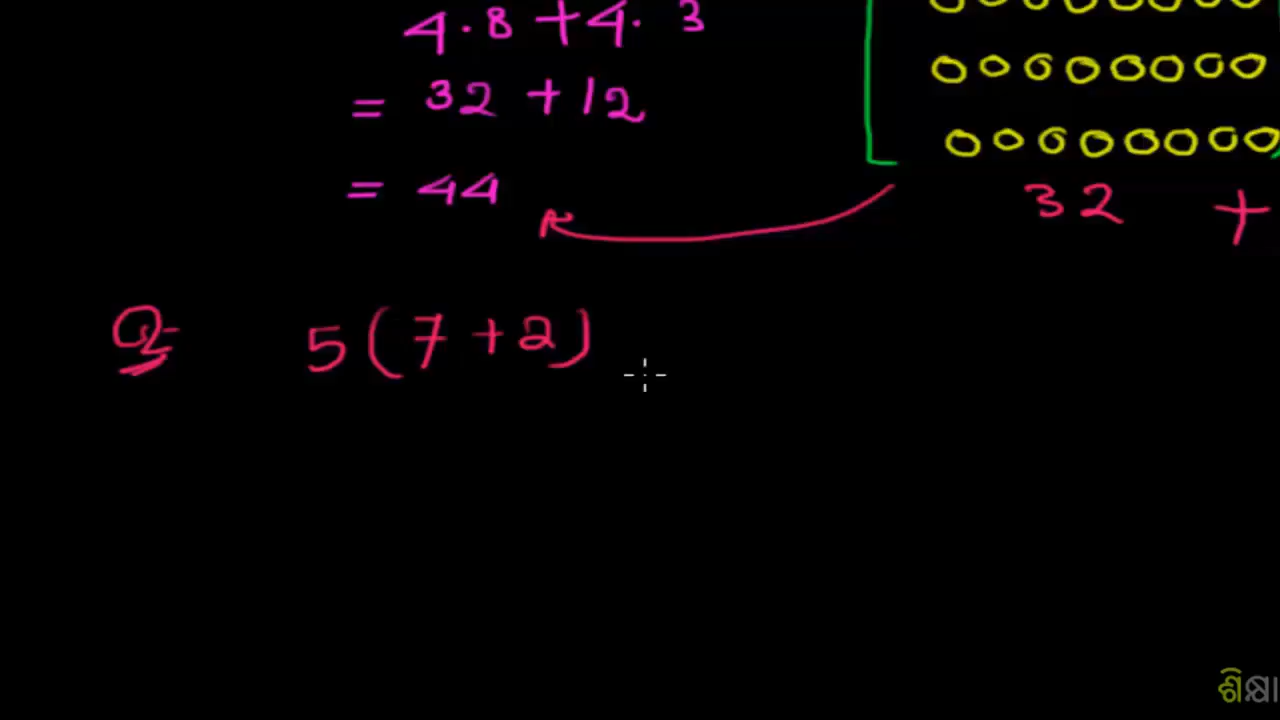 4·8+4·3
= 32 +12
= 44
32 +
Q 5(7+2)
ଶିକ୍ଷା